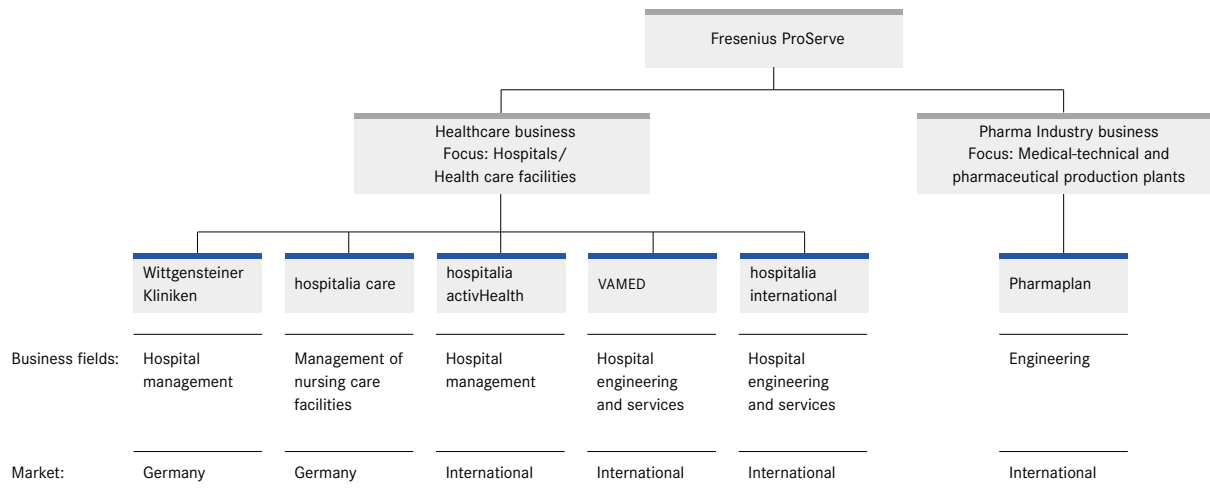 Fresenius ProServe
Healthcare business
Focus: Hospitals/
Health care facilities
Pharma Industry business
Focus: Medical-technical and
pharmaceutical production plants
Wittgensteiner
Kliniken
hospitalia care
hospitalia
activHealth
VAMED
hospitalia
international
Pharmaplan
Business fields:
Hospital
management
Management of
nursing care
facilities
Hospital
management
Hospital
engineering
and services
Hospital
engineering
and services
Engineering
Market:
Germany
Germany
International
International
International
International